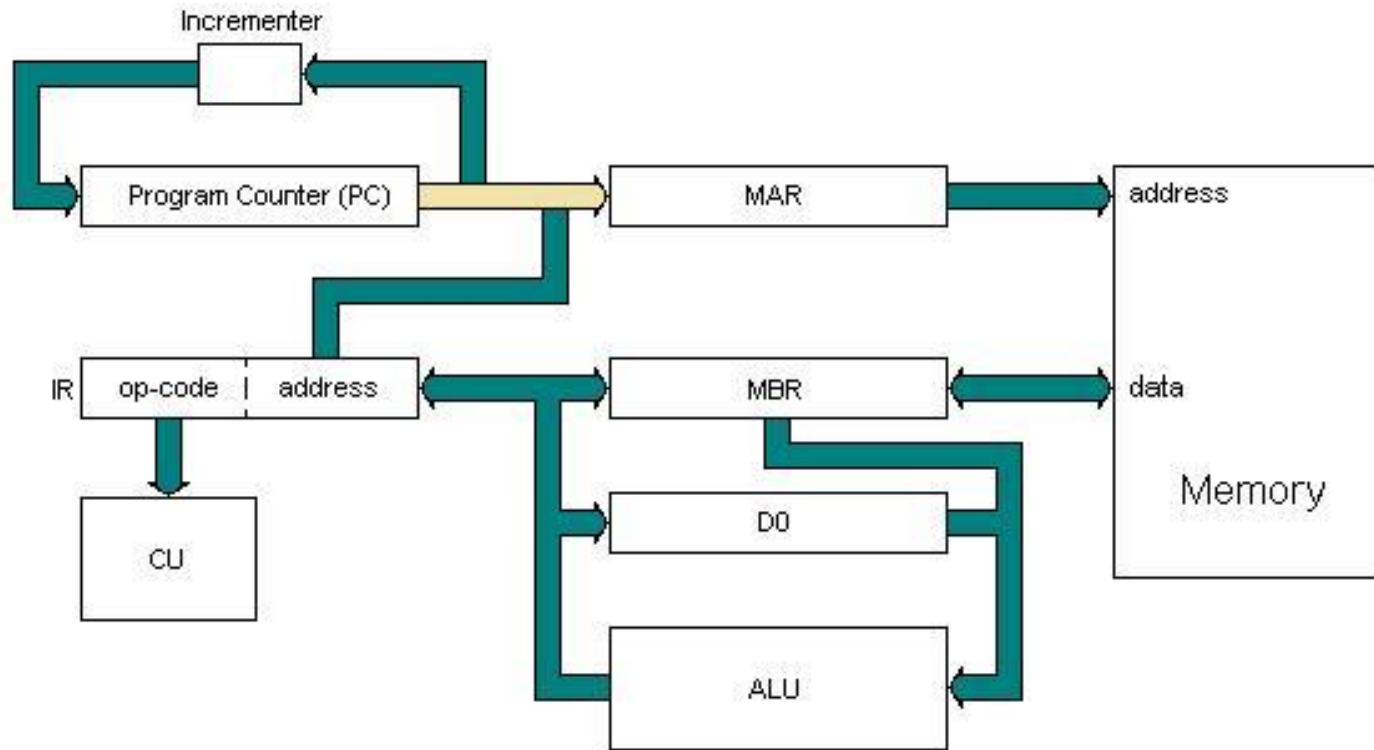 Incrementer
Program Counter (PC)
MAR
address
IR
op-code
address
MBR
data
Memory
D0
CU
ALU